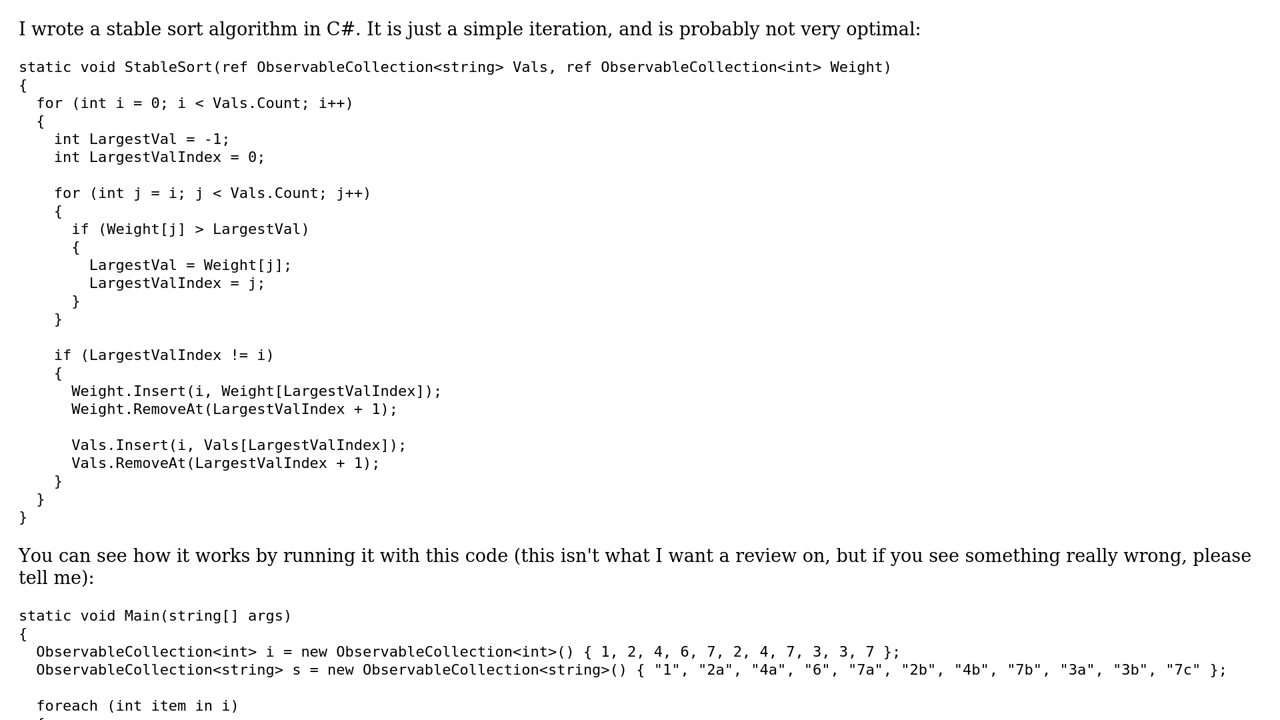 I wrote a stable sort algorithm in C#. It is just a simple iteration, and is probably not very optimal:
static void StableSort(ref ObservableCollection<string> Vals, ref ObservableCollection<int> Weight)
{
for (int i = 0; i < Vals.Count; i++)
{
int LargestVal = -1;
int LargestValIndex = 0;
for (int j = i; j < Vals.Count; j++)
{
if (Weight[j] > LargestVal)
{
LargestVal = Weight[j];
LargestValIndex = j;
}
}
if (LargestValIndex != i)
{
Weight.Insert(i, Weight[LargestValIndex]);
Weight.RemoveAt(LargestValIndex + 1);
Vals.Insert(i, Vals[LargestValIndex]);
Vals.RemoveAt(LargestValIndex + 1);
}
}
}
You can see how it works by running it with this code (this isn't what I want a review on, but if you see something really wrong, please
tell me):
static void Main(string[] args)
{
ObservableCollection<int> i = new ObservableCollection<int>() { 1, 2, 4, 6, 7, 2, 4, 7, 3, 3, 7 };
ObservableCollection<string> s = new ObservableCollection<string>() { "1", "2a", "4a", "6", "7a", "2b", "4b", "7b", "3a", "3b", "7c" };
foreach (int item in i)